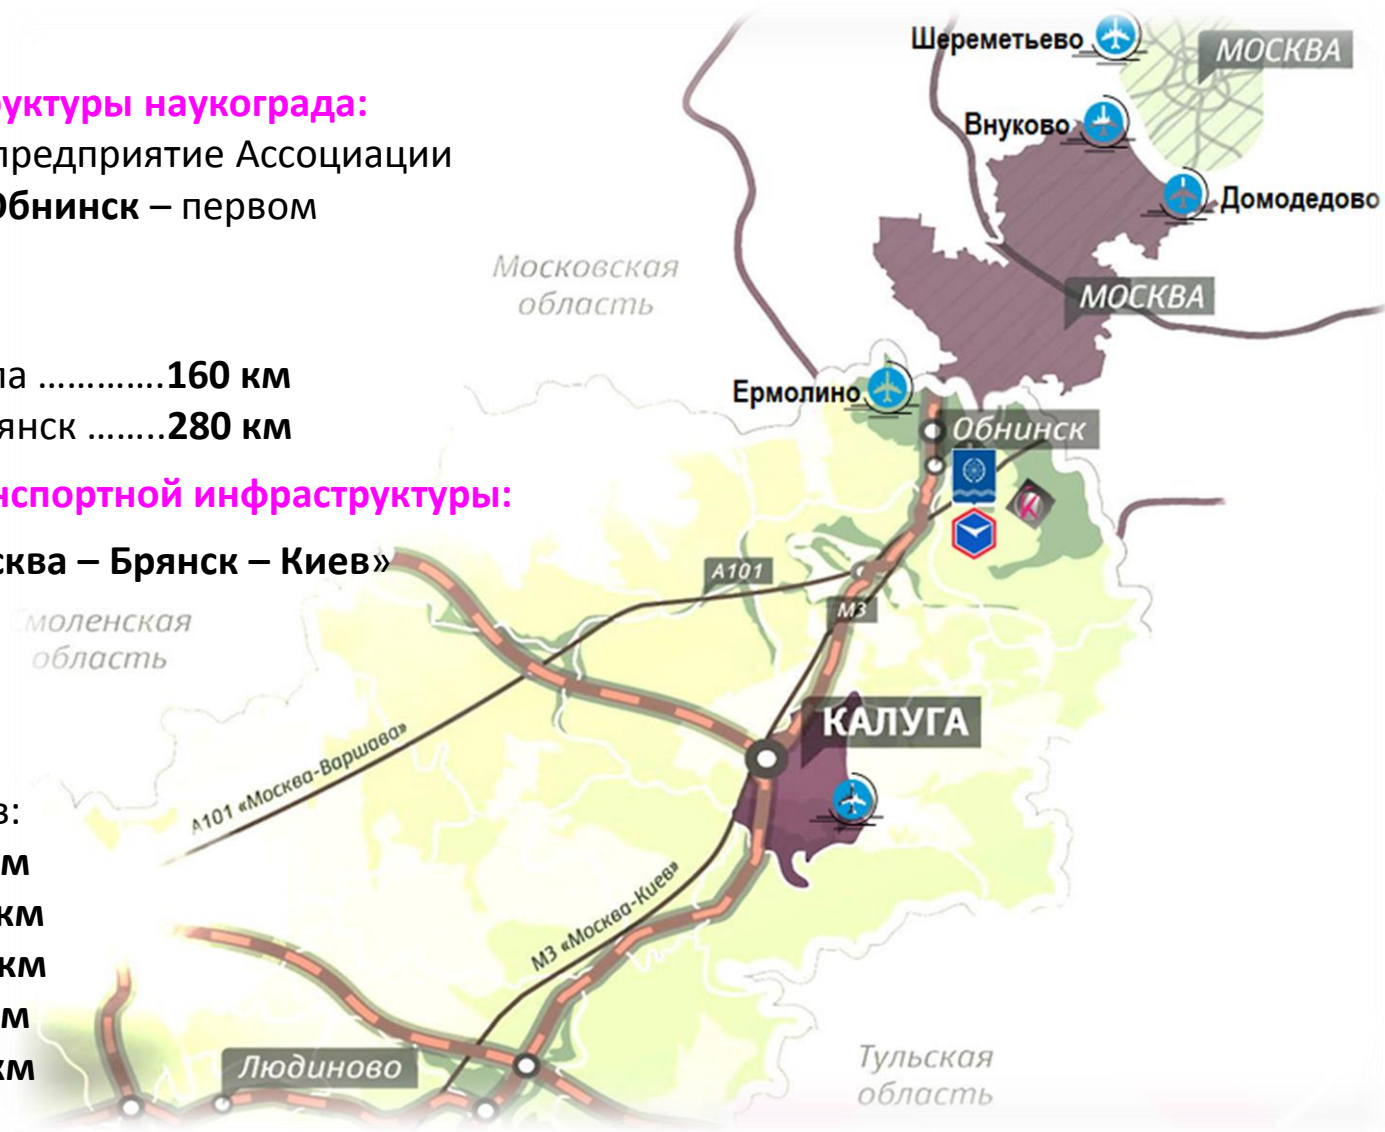 руктуры наукограда:
предприятие Ассоциации
Обнинск – первом
ла ………….160 км
янск ……..280 км
нспортной инфраструктуры:
сква – Брянск – Киев»
в:
м
км
км
м
км
Шереметьево
МОСКВА
Внуково
Домодедово
Московская
область
МОСКВА
Ермолино
Обнинск
А101
М3
Смоленская
область
КАЛУГА
А101 «Москва-Варшава»
М3 «Москва-Киев»
Людиново
Тульская
область